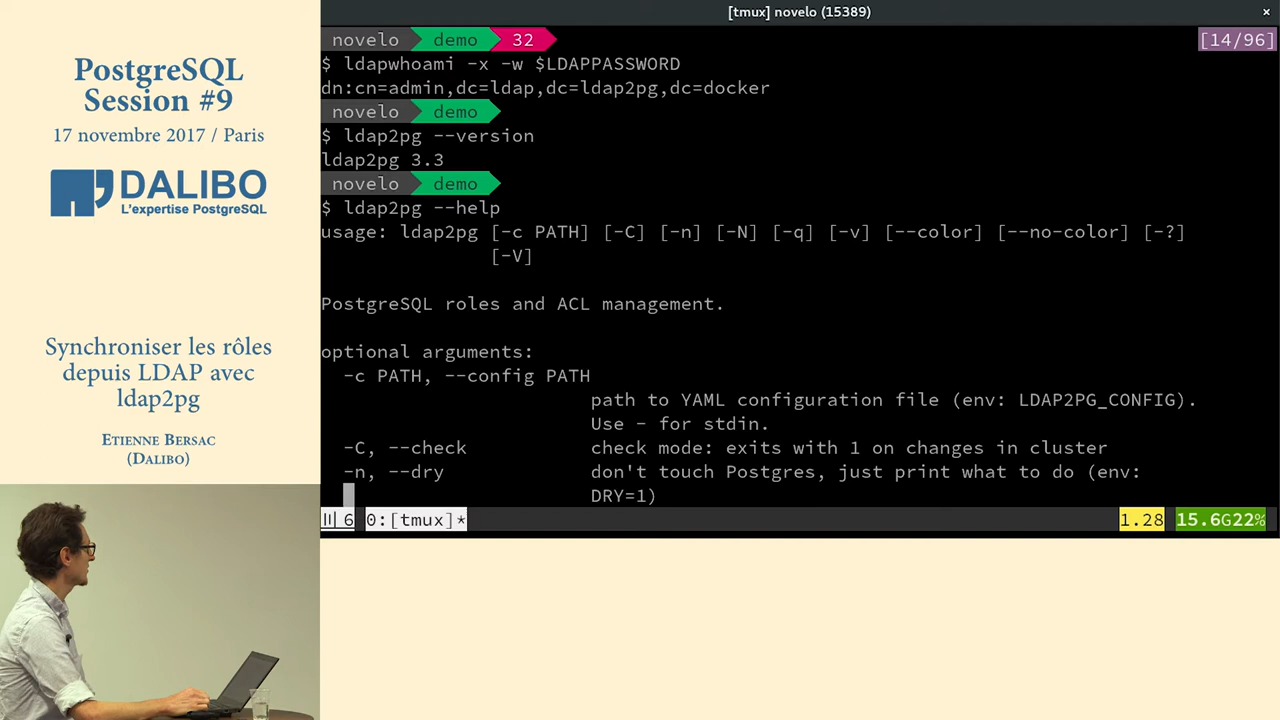 PostgreSQL
Session #9
17 novembre 2017 / Paris
DALIBO
L'expertise PostgreSQL
Synchroniser les rôles
depuis LDAP avec
ldap2pg
Etienne Bersac
(Dalibo)
[tmux] novelo (15389)
×
novelo demo 32 [14/96]
$ ldapwhoami -x -w $LDAPPASSWORD
dn:cn=admin,dc=ldap,dc=ldap2pg,dc=docker
novelo demo
$ ldap2pg --version
ldap2pg 3.3
novelo demo
$ ldap2pg --help
usage: ldap2pg [-c PATH] [-C] [-n] [-N] [-q] [-v] [--color] [--no-color] [-?]
[-V]
PostgreSQL roles and ACL management.
optional arguments:
-c PATH, --config PATH
path to YAML configuration file (env: LDAP2PG_CONFIG).
Use - for stdin.
-C, --check check mode: exits with 1 on changes in cluster
-n, --dry don't touch Postgres, just print what to do (env:
DRY=1)
6 0:[tmux]* 1.28 15.6G22%